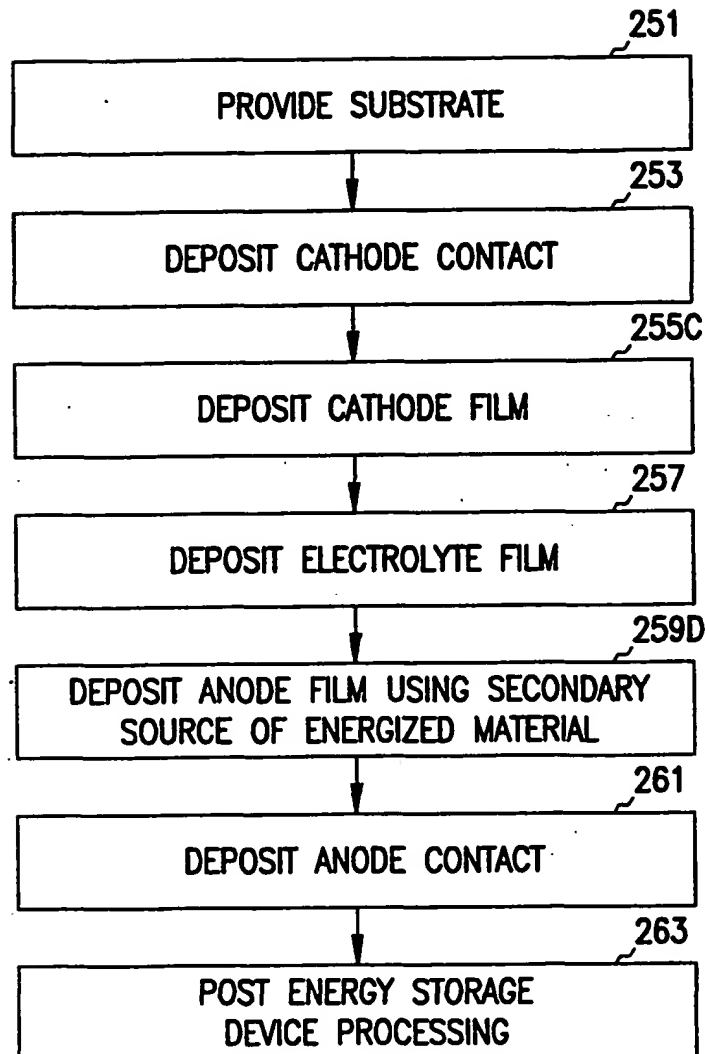 251
PROVIDE SUBSTRATE
253
DEPOSIT CATHODE CONTACT
255C
DEPOSIT CATHODE FILM
257
DEPOSIT ELECTROLYTE FILM
259D
DEPOSIT ANODE FILM USING SECONDARY
SOURCE OF ENERGIZED MATERIAL
261
DEPOSIT ANODE CONTACT
263
POST ENERGY STORAGE
DEVICE PROCESSING